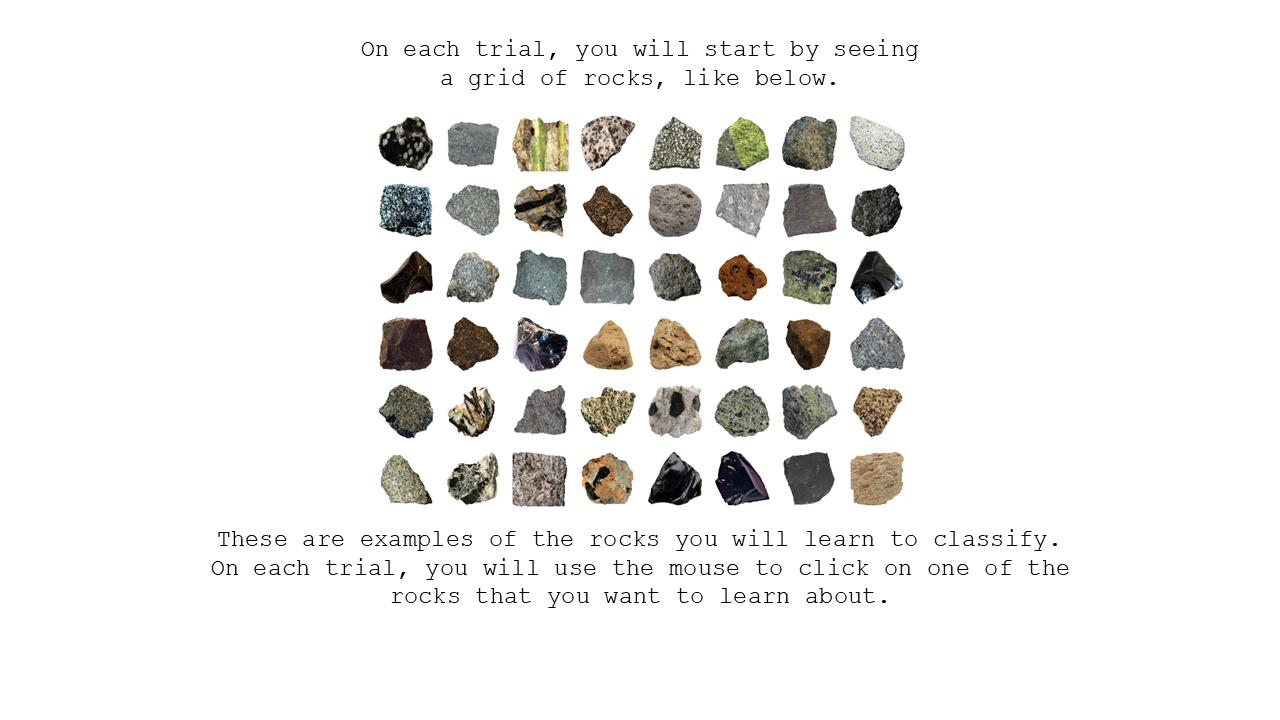 On each trial, you will start by seeing
a grid of rocks, like below.
These are examples of the rocks you will learn to classify.
On each trial, you will use the mouse to click on one of the
rocks that you want to learn about.